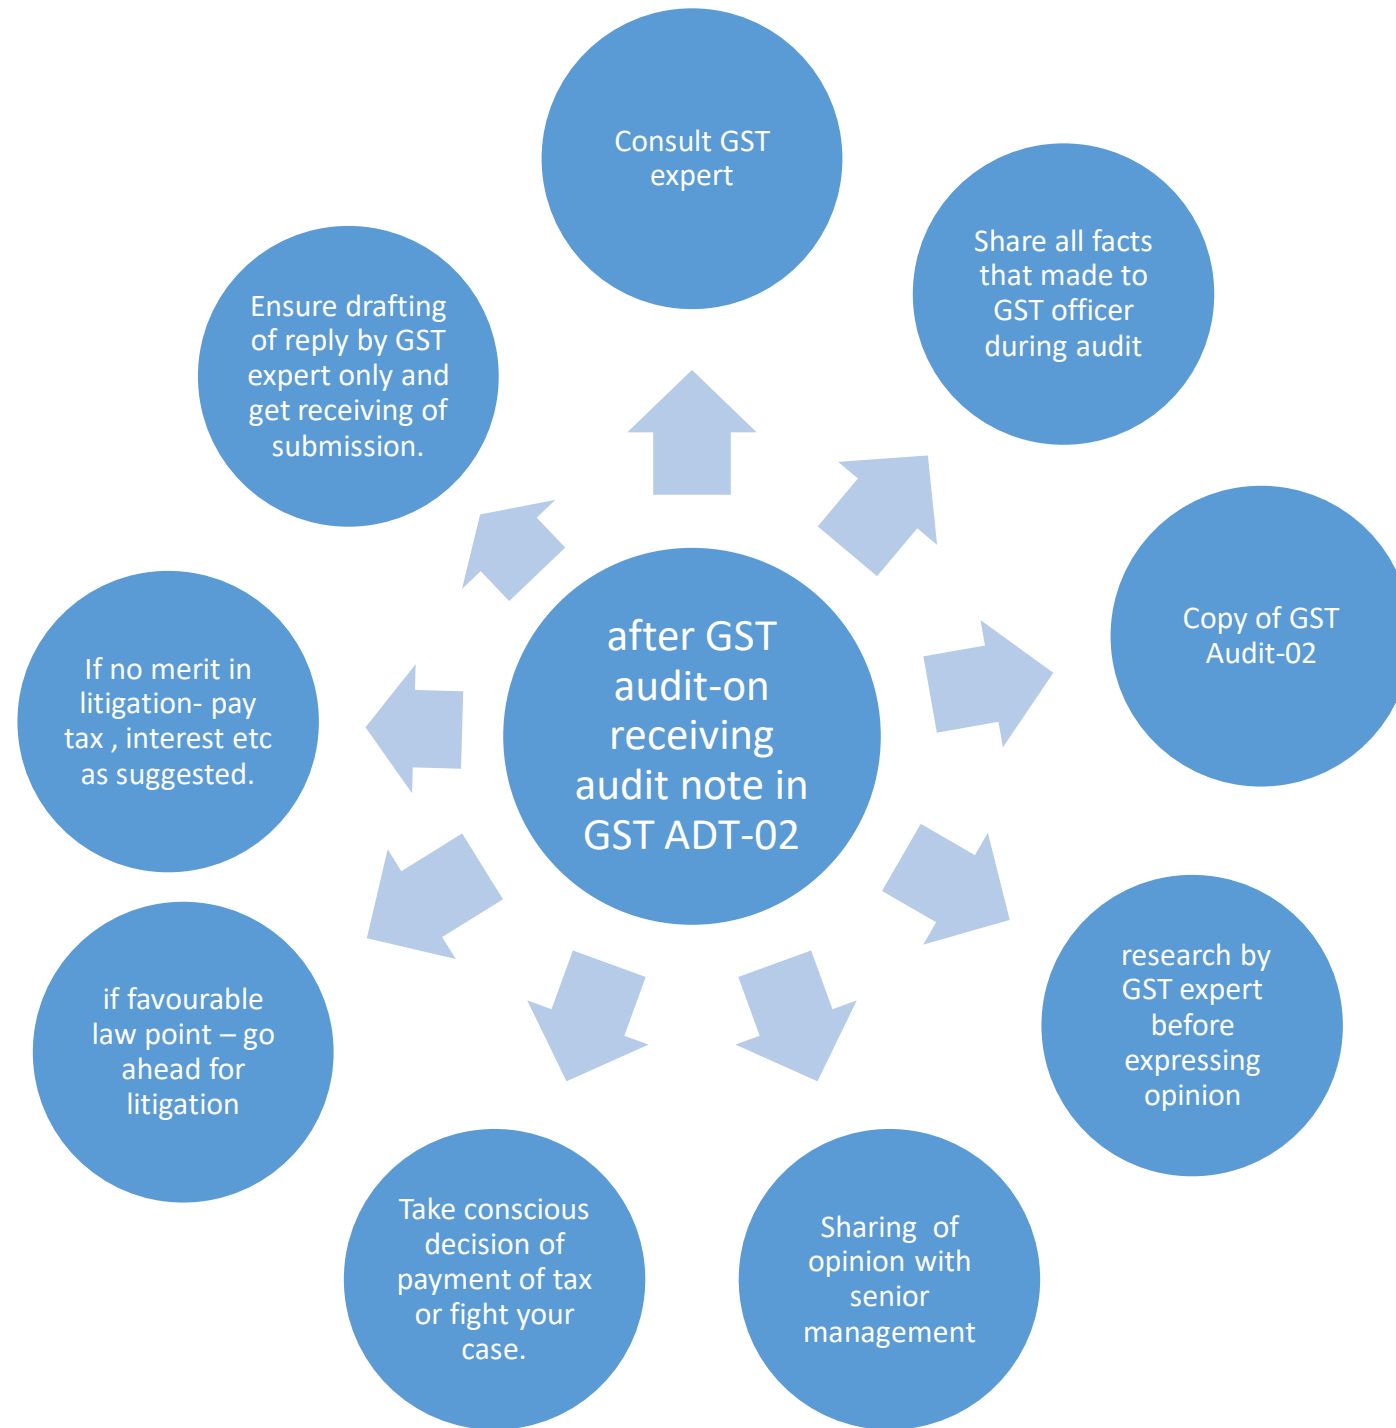 Consult GST
expert
Share all facts
that made to
GST officer
during audit
Copy of GST
Audit-02
research by
GST expert
before
expressing
opinion
Sharing  of
opinion with
senior
management
Take conscious
decision of
payment of tax
or fight your
case.
if favourable
law point – go
ahead for
litigation
If no merit in
litigation- pay
tax , interest etc
as suggested.
Ensure drafting
of reply by GST
expert only and
get receiving of
submission.
after GST
audit-on
receiving
audit note in
GST ADT-02